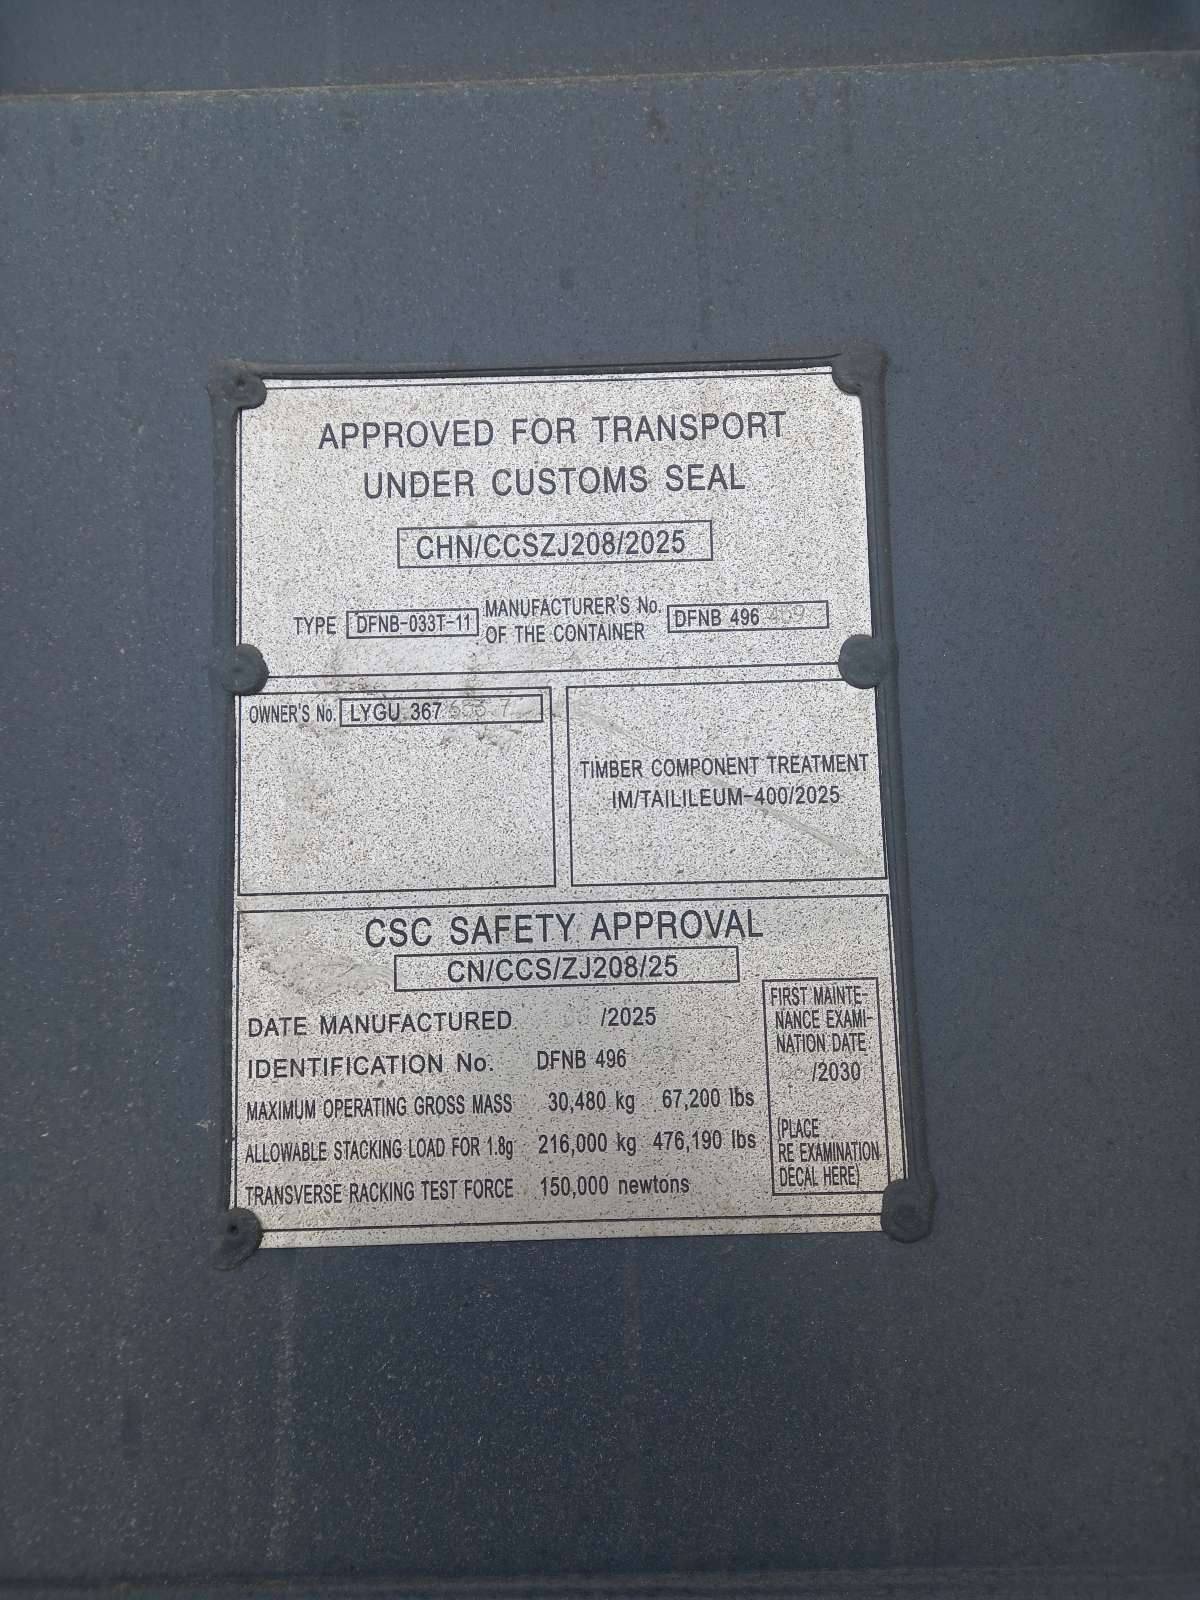 APPROVED FOR TRANSPORT
UNDER CUSTOMS SEAL
CHN/CCSZJ208/2025
TYPE DFNB-033T-11 MANUFACTURER'S No. OF THE CONTAINER DFNB 496
OWNER'S No. LYGU 367
TIMBER COMPONENT TREATMENT
IM/TAILILEUM-400/2025
CSC SAFETY APPROVAL
CN/CCS/ZJ208/25
DATE MANUFACTURED /2025
IDENTIFICATION No. DFNB 496
MAXIMUM OPERATING GROSS MASS 30,480 kg 67,200 lbs
ALLOWABLE STACKING LOAD FOR 1.8g 216,000 kg 476,190 lbs
TRANSVERSE RACKING TEST FORCE 150,000 newtons
FIRST MAINTE-
NANCE EXAMI-
NATION DATE
/2030
(PLACE
RE EXAMINATION
DECAL HERE)